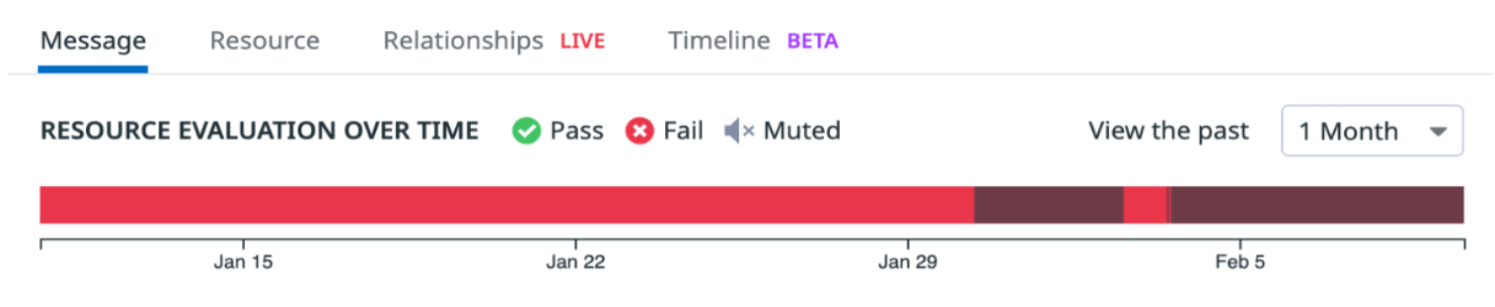 Message Resource Relationships LIVE Timeline BETA
RESOURCE EVALUATION OVER TIME Pass Fail Muted View the past 1 Month
Jan 15 Jan 22 Jan 29 Feb 5